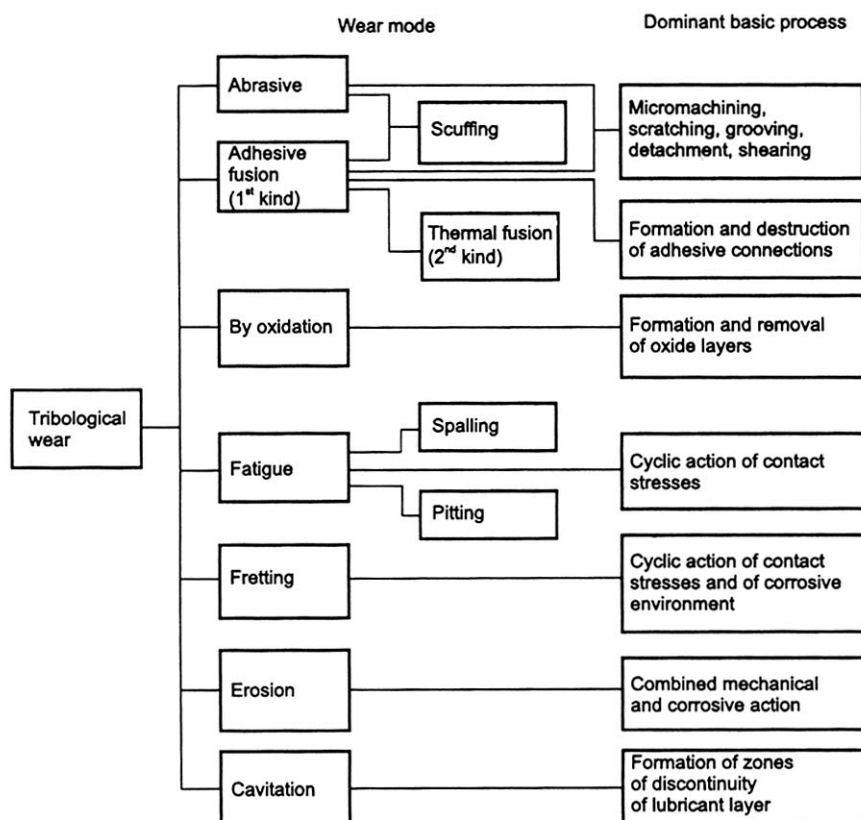 Wear mode
Dominant basic process
Abrasive
Scuffing
Micromachining,
scratching, grooving,
detachment, shearing
Adhesive
fusion
(1st kind)
Thermal fusion
(2nd kind)
Formation and destruction
of adhesive connections
By oxidation
Formation and removal
of oxide layers
Tribological
wear
Fatigue
Spalling
Pitting
Cyclic action of contact
stresses
Fretting
Cyclic action of contact
stresses and of corrosive
environment
Erosion
Combined mechanical
and corrosive action
Cavitation
Formation of zones
of discontinuity
of lubricant layer